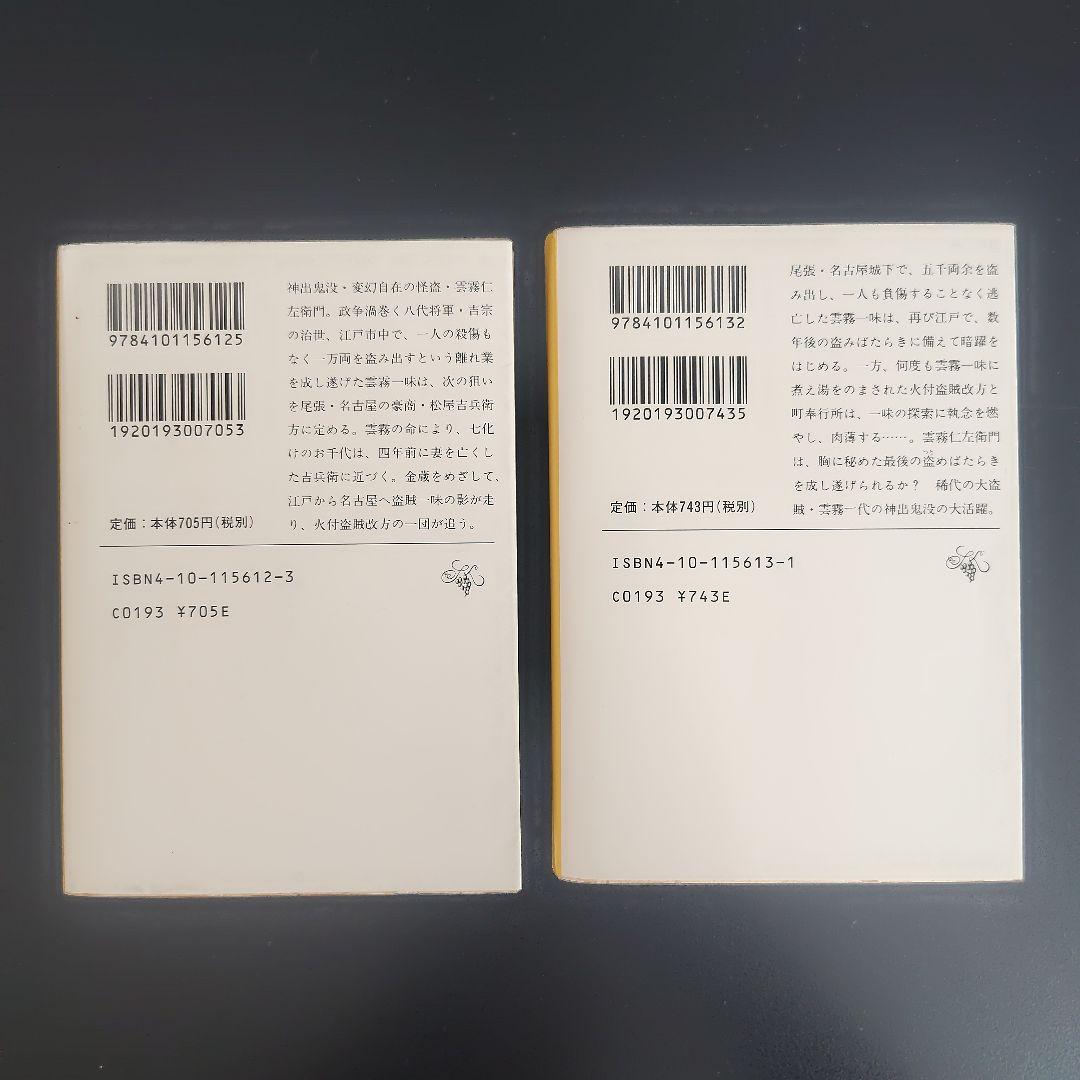 9784101156125
1920193007053
定価：本体705円(税別)
神出鬼没・変幻自在の怪盗・雲霧仁
左衛門。政争渦巻く八代将軍・吉宗
の治世、江戸市中で、一人の殺傷も
なく一万両を盗み出すという離れ業
を成し遂げた雲霧一味は、次の狙い
を尾張・名古屋の豪商・松屋吉兵衛
方に定める。雲霧の命により、七化
けのお千代は、四年前に妻を亡くし
た吉兵衛に近づく。金蔵をめざして、
江戸から名古屋へ盗賊一味の影が走
り、火付盗賊改方の一団が追う。
ISBN4-10-115612-3
C0193 ¥705E
9784101156132
1920193007435
定価：本体743円(税別)
尾張・名古屋城下で、五千両余を盗
み出し、一人も負傷することなく逃
亡した雲霧一味は、再び江戸で、数
年後の盗みばたらきに備えて暗躍を
はじめる。一方、何度も雲霧一味に
煮え湯をのまされた火付盗賊改方と
町奉行所は、一味の探索に執念を燃
やし、肉薄する……。雲霧仁左衛門
は、胸に秘めた最後の盗めばたらき
を成し遂げられるか？　稀代の大盗
賊・雲霧一代の神出鬼没の大活躍。
ISBN4-10-115613-1
C0193 ¥743E